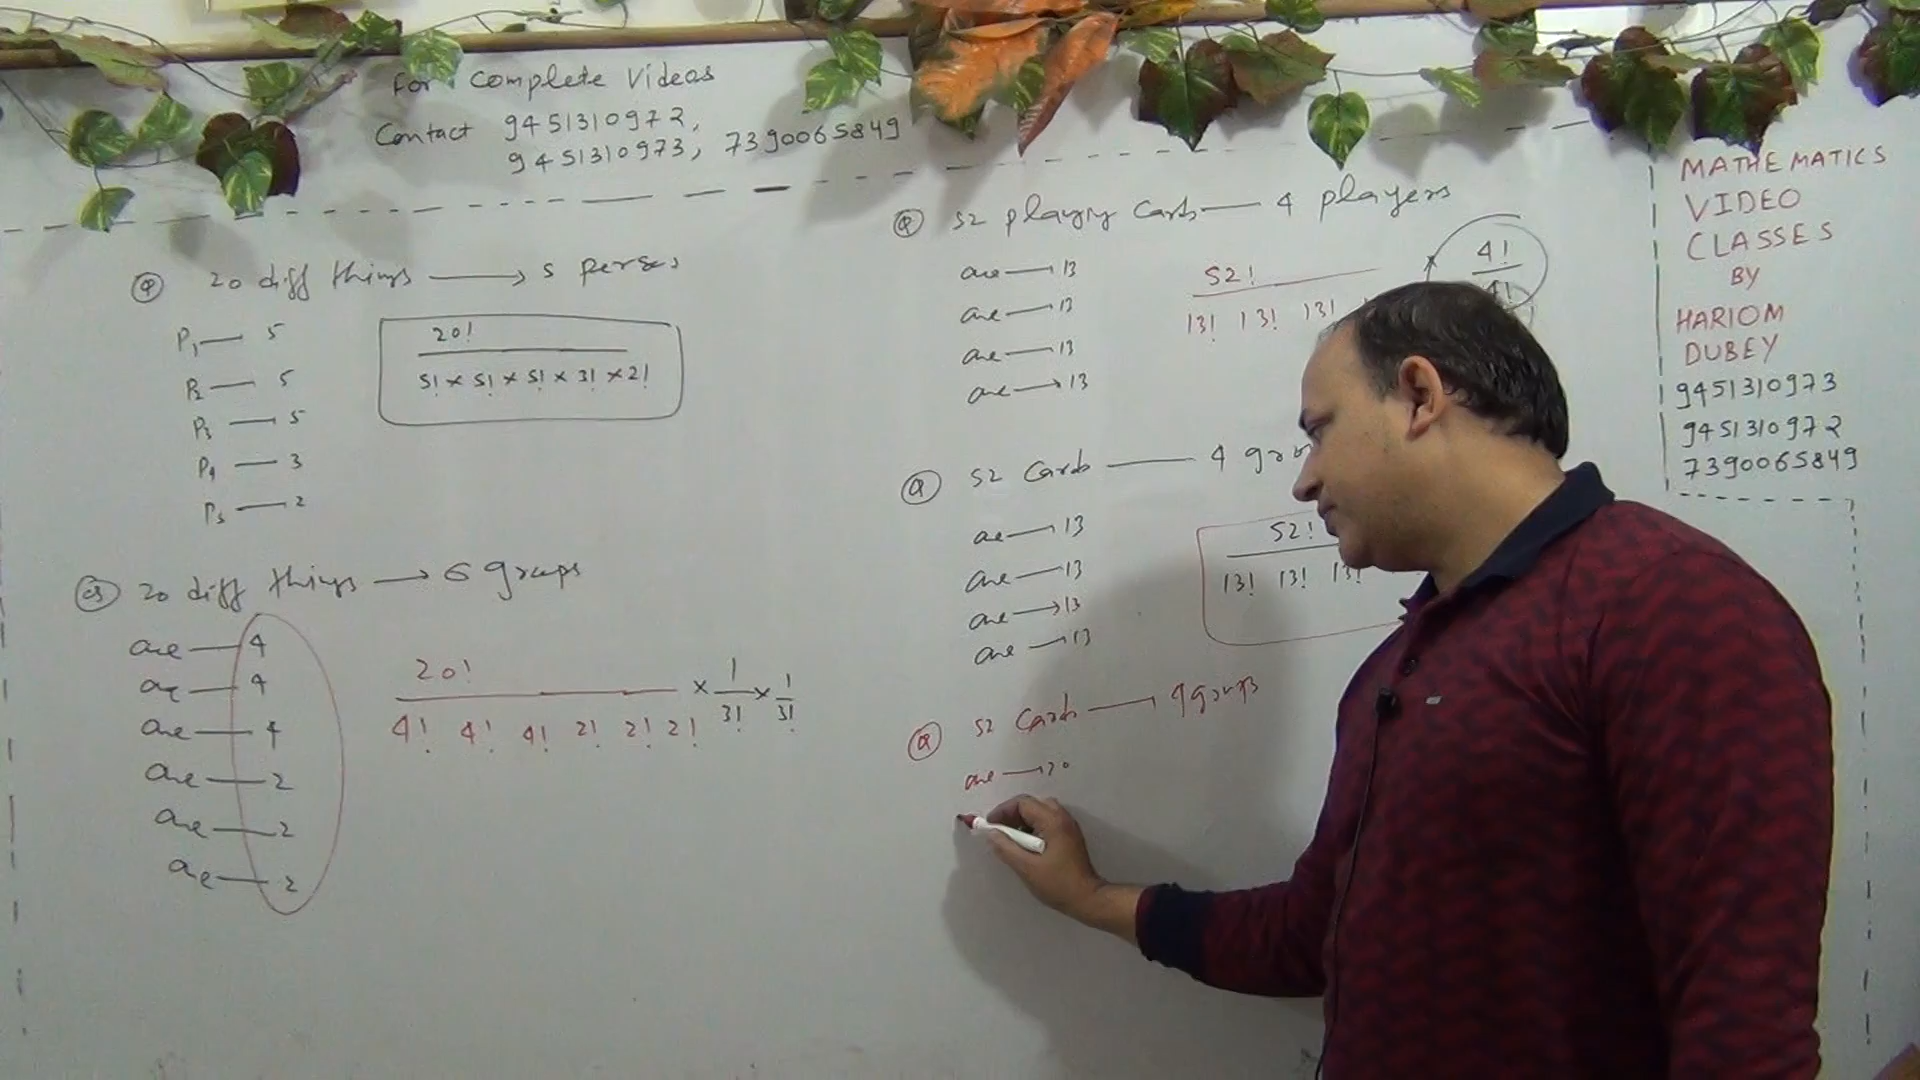 For Complete Videos
Contact 9451310972,
9451310973, 7390065849
Q 20 diff things → 5 persons
P1 — 5
P2 — 5
P3 — 5
P4 — 3
P5 — 2
20!
5! × 5! × 5! × 3! × 2!
Q 20 diff things → 6 groups
one — 4
one — 4
one — 4
one — 2
one — 2
one — 2
20!
4! 4! 4! 2! 2! 2!
× 1/3! × 1/3!
Q 52 playing Cards — 4 players
one — 13
one — 13
one — 13
one → 13
52!
13! 13! 13!
× 4!
4!
Q 52 Cards — 4
one — 13
one — 13
one → 13
one — 13
52!
13! 13! 13!
Q 52 Cards — 4 groups
one — 20
MATHEMATICS
VIDEO
CLASSES
BY
HARIOM
DUBEY
9451310973
9451310972
7390065849